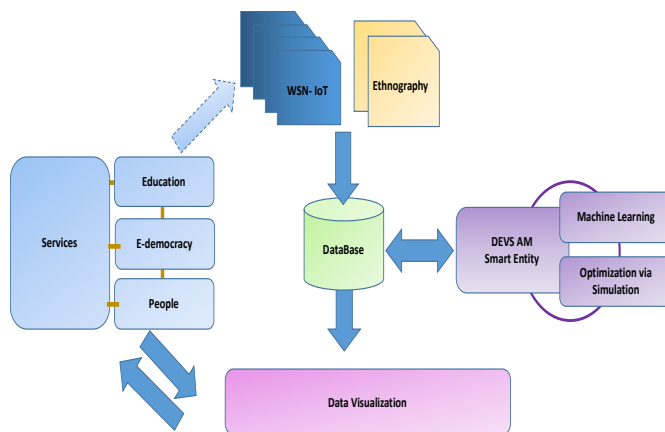 WSN- IoT
Ethnography
Services
Education
E-democracy
People
DataBase
DEVS AM
Smart Entity
Machine Learning
Optimization via
Simulation
Data Visualization